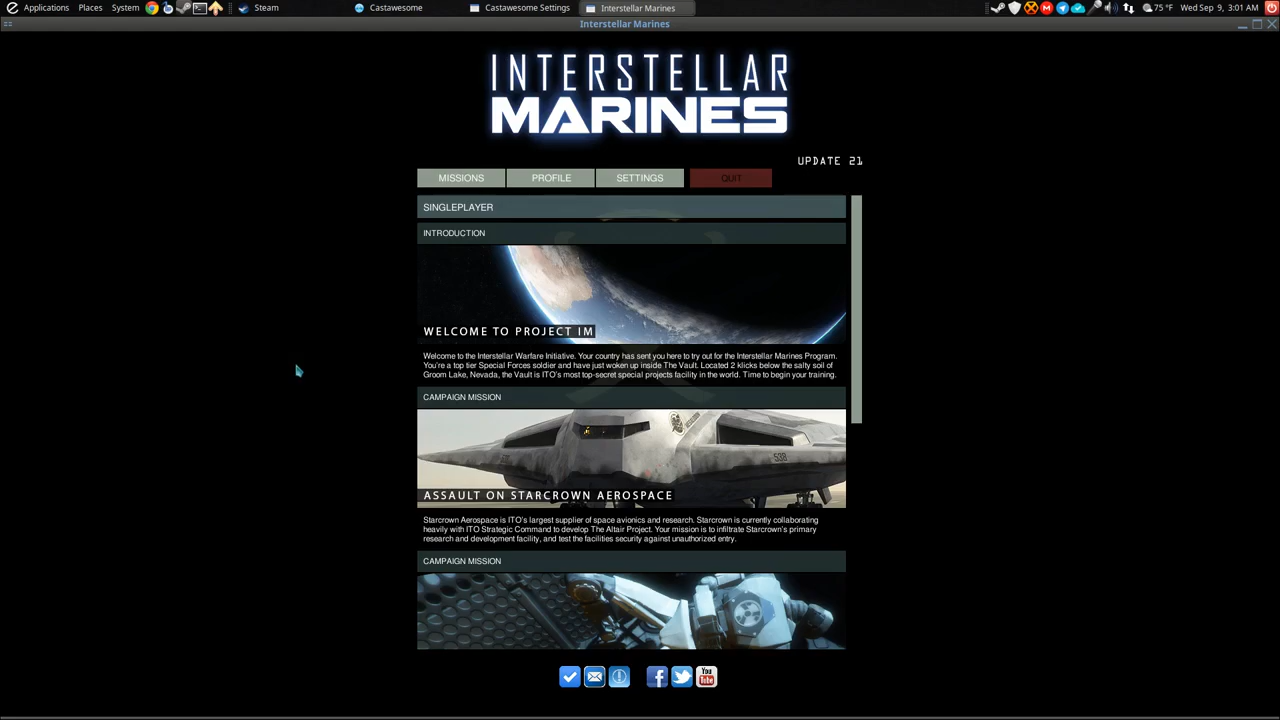 Applications Places System Steam Castawesome Castawesome Settings Interstellar Marines 75 °F Wed Sep 9, 3:01 AM
Interstellar Marines
INTERSTELLAR
MARINES
UPDATE 21
MISSIONS PROFILE SETTINGS QUIT
SINGLEPLAYER
INTRODUCTION
WELCOME TO PROJECT IM
Welcome to the Interstellar Warfare Initiative. Your country has sent you here to try out for the Interstellar Marines Program.
You're a top tier Special Forces soldier and have just woken up inside The Vault. Located 2 klicks below the salty soil of
Groom Lake, Nevada, the Vault is ITO's most top-secret special projects facility in the world. Time to begin your training.
CAMPAIGN MISSION
538
ASSAULT ON STARCROWN AEROSPACE
Starcrown Aerospace is ITO's largest supplier of space avionics and research. Starcrown is currently collaborating
heavily with ITO Strategic Command to develop The Altair Project. Your mission is to infiltrate Starcrown's primary
research and development facility, and test the facilities security against unauthorized entry.
CAMPAIGN MISSION
You
Tube